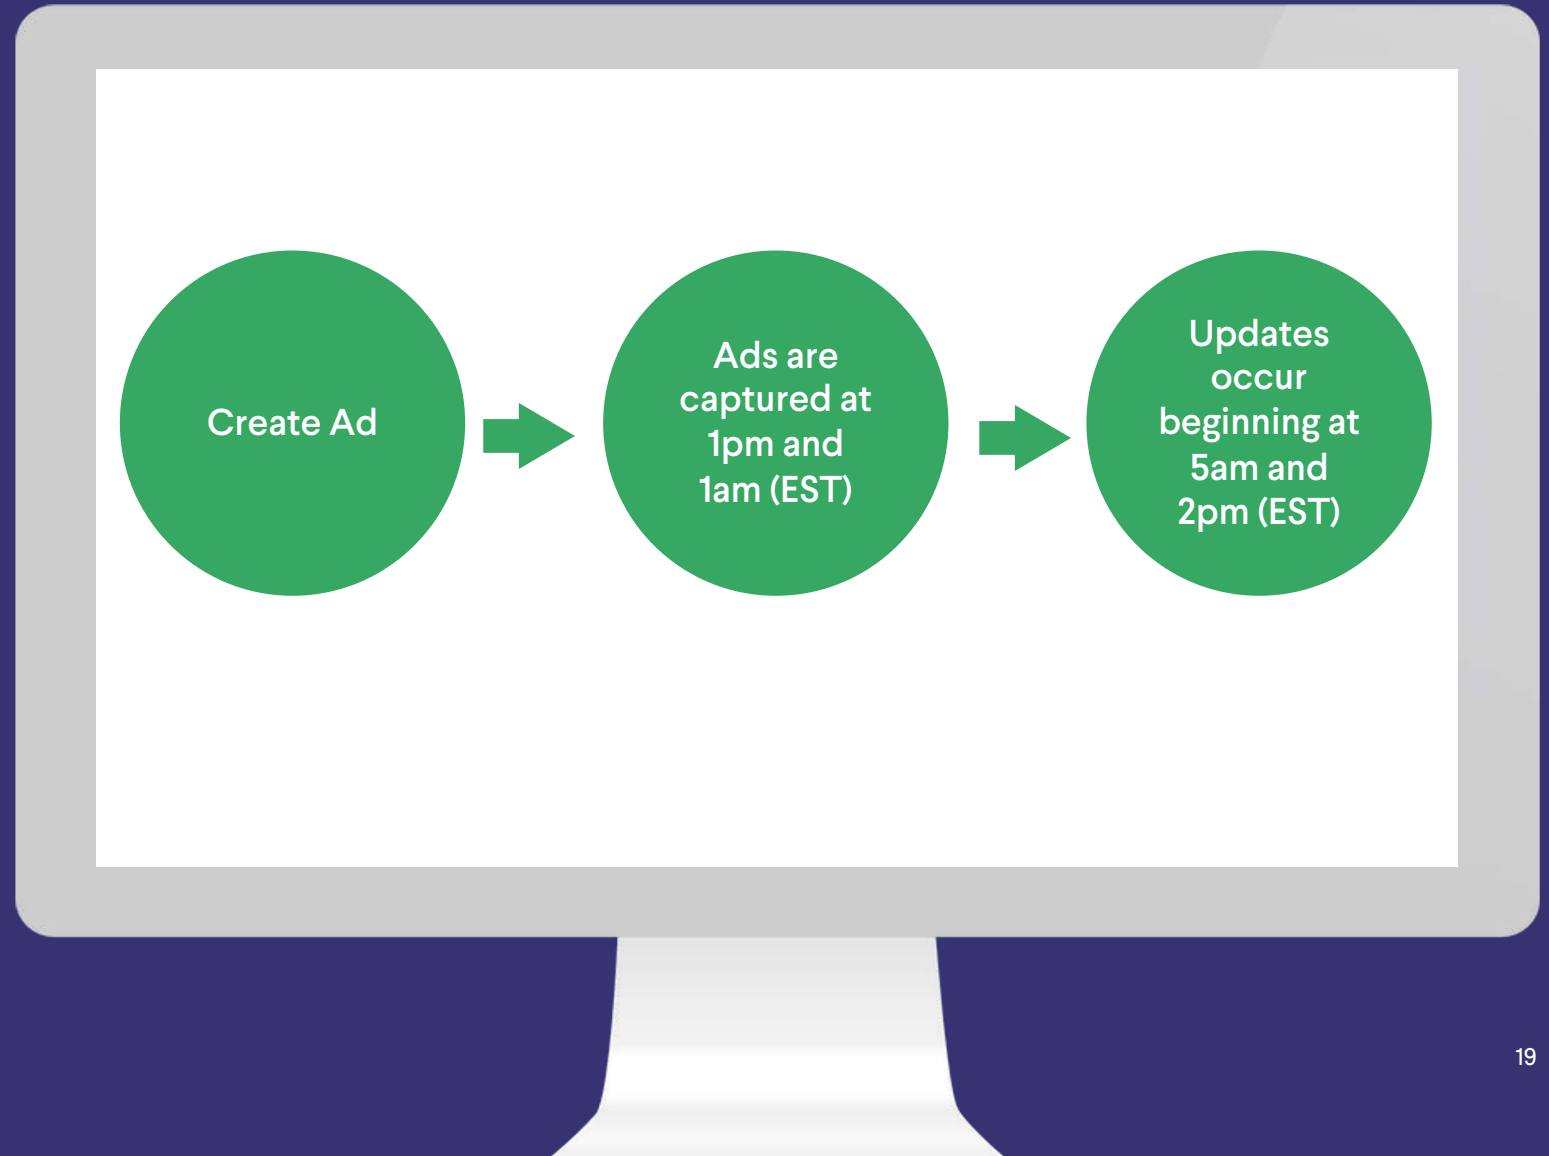 Create Ad
Ads are
captured at
1pm and
1am (EST)
Updates
occur
beginning at
5am and
2pm (EST)
19